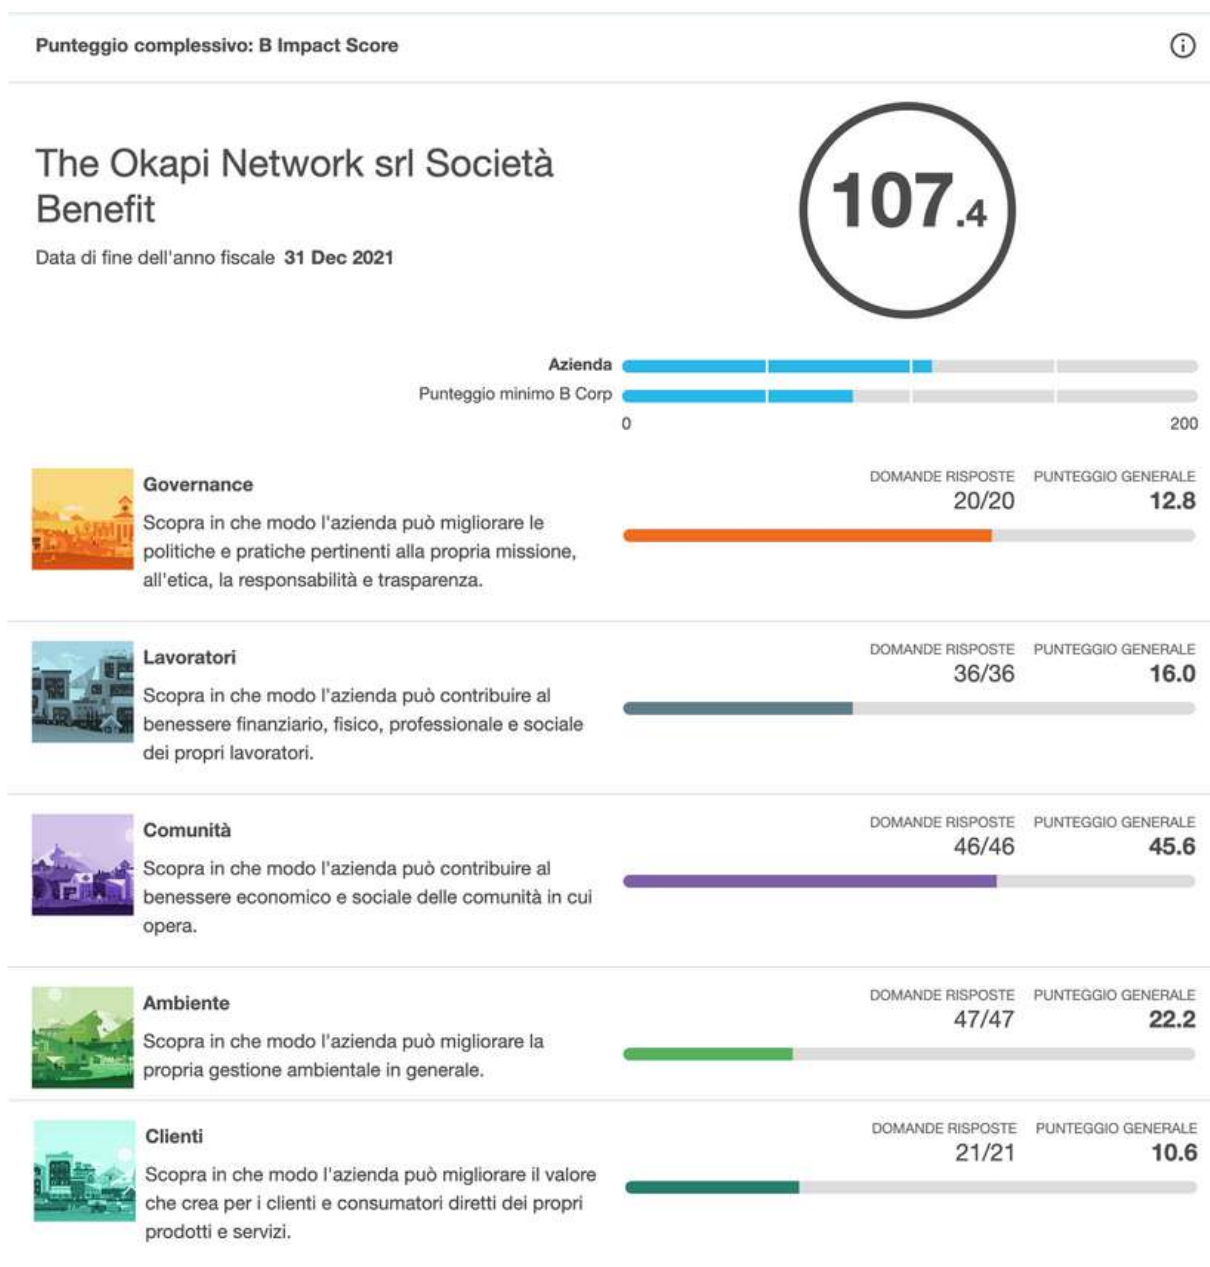 Punteggio complessivo: B Impact Score
The Okapi Network srl Società
Benefit
107.4
Data di fine dell'anno fiscale 31 Dec 2021
Azienda
Punteggio minimo B Corp
0 200
Governance
DOMANDE RISPOSTE PUNTEGGIO GENERALE
20/20 12.8
Scopra in che modo l'azienda può migliorare le
politiche e pratiche pertinenti alla propria missione,
all'etica, la responsabilità e trasparenza.
Lavoratori
DOMANDE RISPOSTE PUNTEGGIO GENERALE
36/36 16.0
Scopra in che modo l'azienda può contribuire al
benessere finanziario, fisico, professionale e sociale
dei propri lavoratori.
Comunità
DOMANDE RISPOSTE PUNTEGGIO GENERALE
46/46 45.6
Scopra in che modo l'azienda può contribuire al
benessere economico e sociale delle comunità in cui
opera.
Ambiente
DOMANDE RISPOSTE PUNTEGGIO GENERALE
47/47 22.2
Scopra in che modo l'azienda può migliorare la
propria gestione ambientale in generale.
Clienti
DOMANDE RISPOSTE PUNTEGGIO GENERALE
21/21 10.6
Scopra in che modo l'azienda può migliorare il valore
che crea per i clienti e consumatori diretti dei propri
prodotti e servizi.